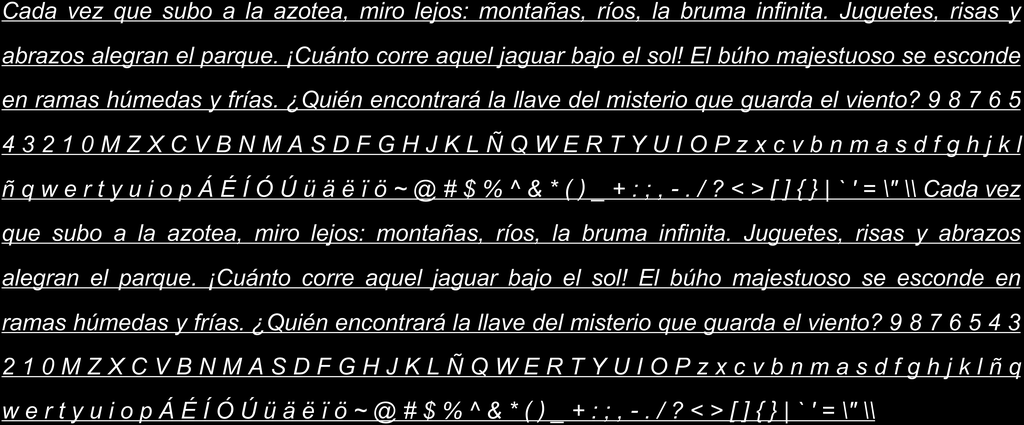 Cada vez que subo a la azotea, miro lejos: montañas, ríos, la bruma infinita. Juguetes, risas y
abrazos alegran el parque. ¡Cuánto corre aquel jaguar bajo el sol! El búho majestuoso se esconde
en ramas húmedas y frías. ¿Quién encontrará la llave del misterio que guarda el viento? 9 8 7 6 5
4 3 2 1 0 M Z X C V B N M A S D F G H J K L Ñ Q W E R T Y U I O P z x c v b n m a s d f g h j k l
ñ q w e r t y u i o p Á É Í Ó Ú ü ä ë ï ö ~ @ # $ % ^ & * ( ) _ + : ; , - . / ? < > [ ] { } | ` ' = \" \\ Cada vez
que subo a la azotea, miro lejos: montañas, ríos, la bruma infinita. Juguetes, risas y abrazos
alegran el parque. ¡Cuánto corre aquel jaguar bajo el sol! El búho majestuoso se esconde en
ramas húmedas y frías. ¿Quién encontrará la llave del misterio que guarda el viento? 9 8 7 6 5 4 3
2 1 0 M Z X C V B N M A S D F G H J K L Ñ Q W E R T Y U I O P z x c v b n m a s d f g h j k l ñ q
w e r t y u i o p Á É Í Ó Ú ü ä ë ï ö ~ @ # $ % ^ & * ( ) _ + : ; , - . / ? < > [ ] { } | ` ' = \" \\